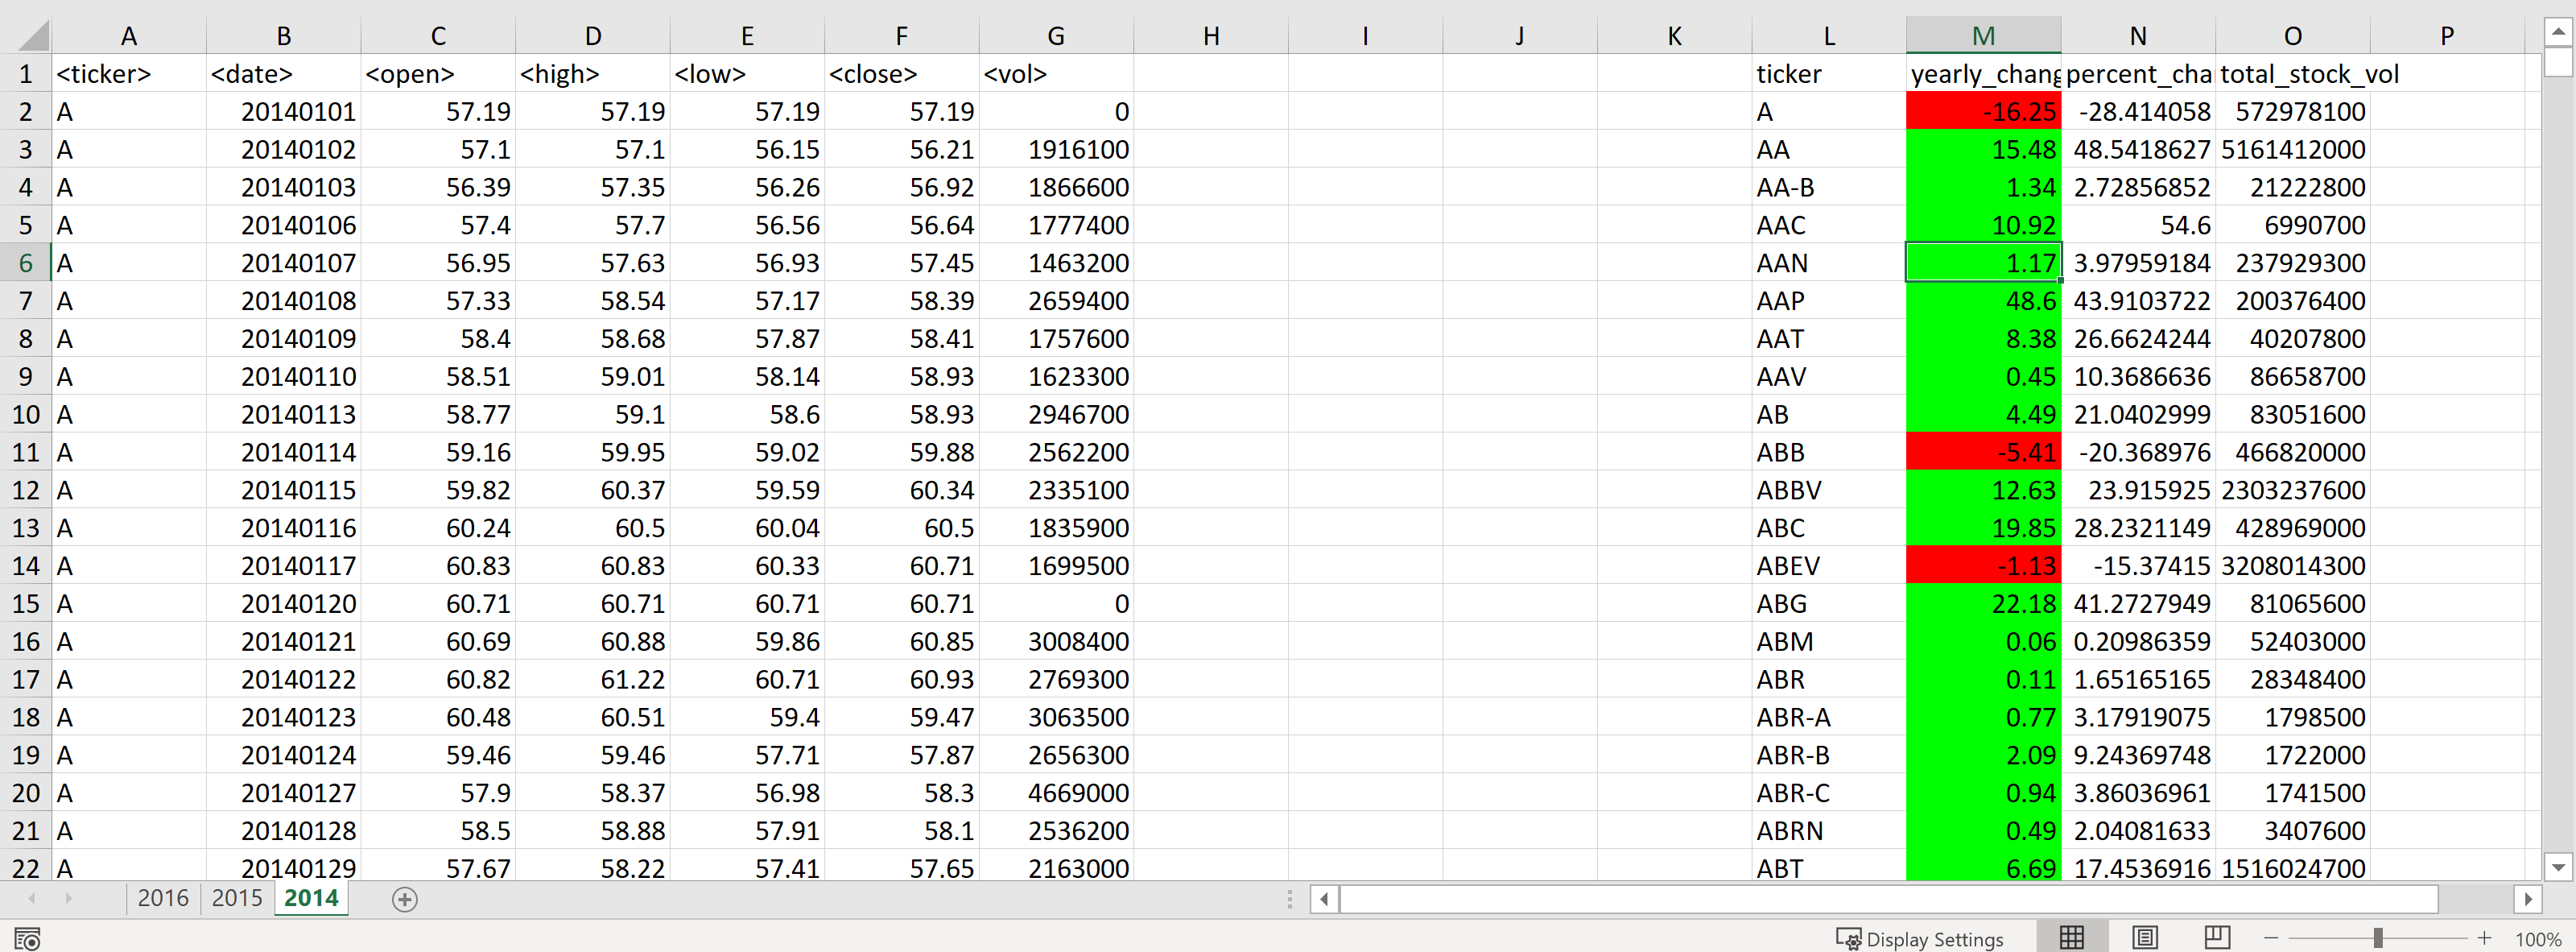 A B C D E F G H I J K L M N O P
1 <ticker> <date> <open> <high> <low> <close> <vol> ticker yearly_chang percent_cha total_stock_vol
2 A 20140101 57.19 57.19 57.19 57.19 0 A -16.25 -28.414058 572978100
3 A 20140102 57.1 57.1 56.15 56.21 1916100 AA 15.48 48.5418627 5161412000
4 A 20140103 56.39 57.35 56.26 56.92 1866600 AA-B 1.34 2.72856852 21222800
5 A 20140106 57.4 57.7 56.56 56.64 1777400 AAC 10.92 54.6 6990700
6 A 20140107 56.95 57.63 56.93 57.45 1463200 AAN 1.17 3.97959184 237929300
7 A 20140108 57.33 58.54 57.17 58.39 2659400 AAP 48.6 43.9103722 200376400
8 A 20140109 58.4 58.68 57.87 58.41 1757600 AAT 8.38 26.6624244 40207800
9 A 20140110 58.51 59.01 58.14 58.93 1623300 AAV 0.45 10.3686636 86658700
10 A 20140113 58.77 59.1 58.6 58.93 2946700 AB 4.49 21.0402999 83051600
11 A 20140114 59.16 59.95 59.02 59.88 2562200 ABB -5.41 -20.368976 466820000
12 A 20140115 59.82 60.37 59.59 60.34 2335100 ABBV 12.63 23.915925 2303237600
13 A 20140116 60.24 60.5 60.04 60.5 1835900 ABC 19.85 28.2321149 428969000
14 A 20140117 60.83 60.83 60.33 60.71 1699500 ABEV -1.13 -15.37415 3208014300
15 A 20140120 60.71 60.71 60.71 60.71 0 ABG 22.18 41.2727949 81065600
16 A 20140121 60.69 60.88 59.86 60.85 3008400 ABM 0.06 0.20986359 52403000
17 A 20140122 60.82 61.22 60.71 60.93 2769300 ABR 0.11 1.65165165 28348400
18 A 20140123 60.48 60.51 59.4 59.47 3063500 ABR-A 0.77 3.17919075 1798500
19 A 20140124 59.46 59.46 57.71 57.87 2656300 ABR-B 2.09 9.24369748 1722000
20 A 20140127 57.9 58.37 56.98 58.3 4669000 ABR-C 0.94 3.86036961 1741500
21 A 20140128 58.5 58.88 57.91 58.1 2536200 ABRN 0.49 2.04081633 3407600
22 A 20140129 57.67 58.22 57.41 57.65 2163000 ABT 6.69 17.4536916 1516024700
2016 2015 2014
Display Settings 100%